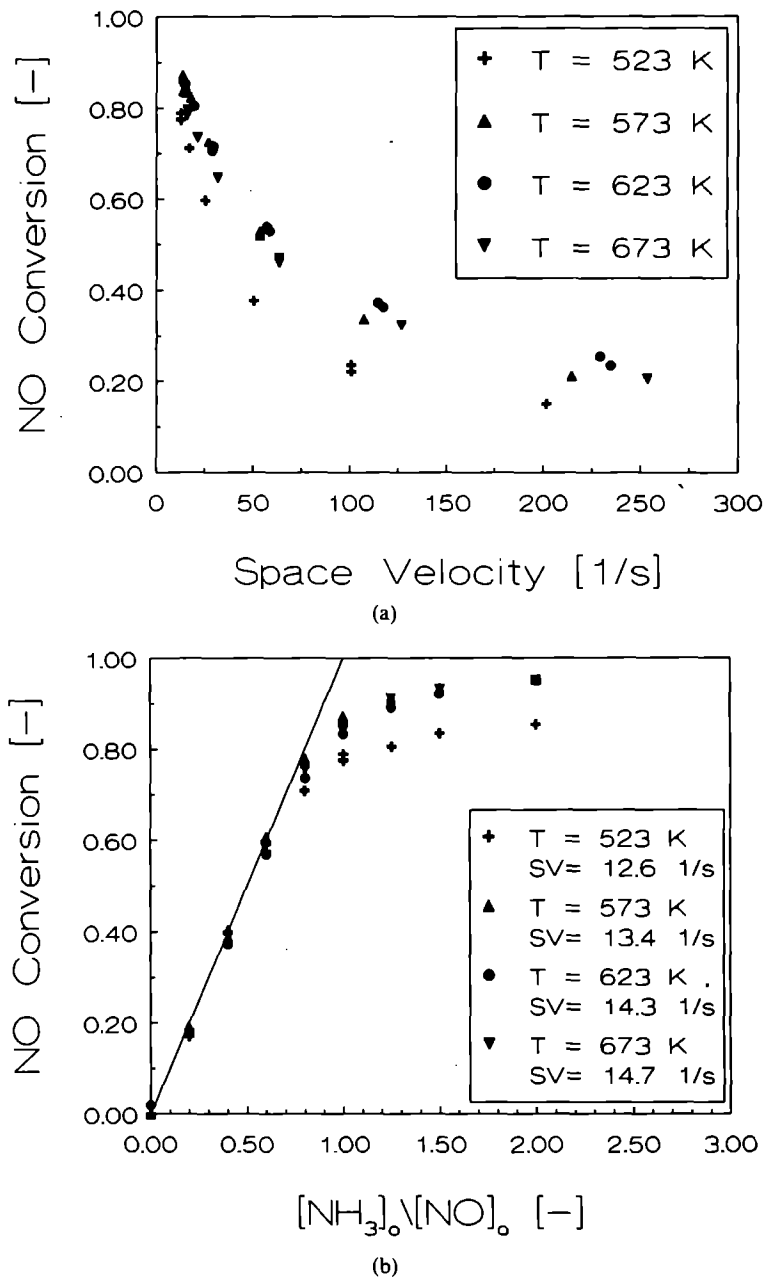 1.00
0.80
0.60
0.40
0.20
0.00
NO Conversion [-]
+ T = 523 K
▲ T = 573 K
● T = 623 K
▼ T = 673 K
0 50 100 150 200 250 300
Space Velocity [1/s]
(a)
1.00
0.80
0.60
0.40
0.20
0.00
NO Conversion [-]
+ T = 523 K
SV= 12.6 1/s
▲ T = 573 K
SV= 13.4 1/s
● T = 623 K
SV= 14.3 1/s
▼ T = 673 K
SV= 14.7 1/s
0.00 0.50 1.00 1.50 2.00 2.50 3.00
[NH₃]ₒ\[NO]ₒ [-]
(b)